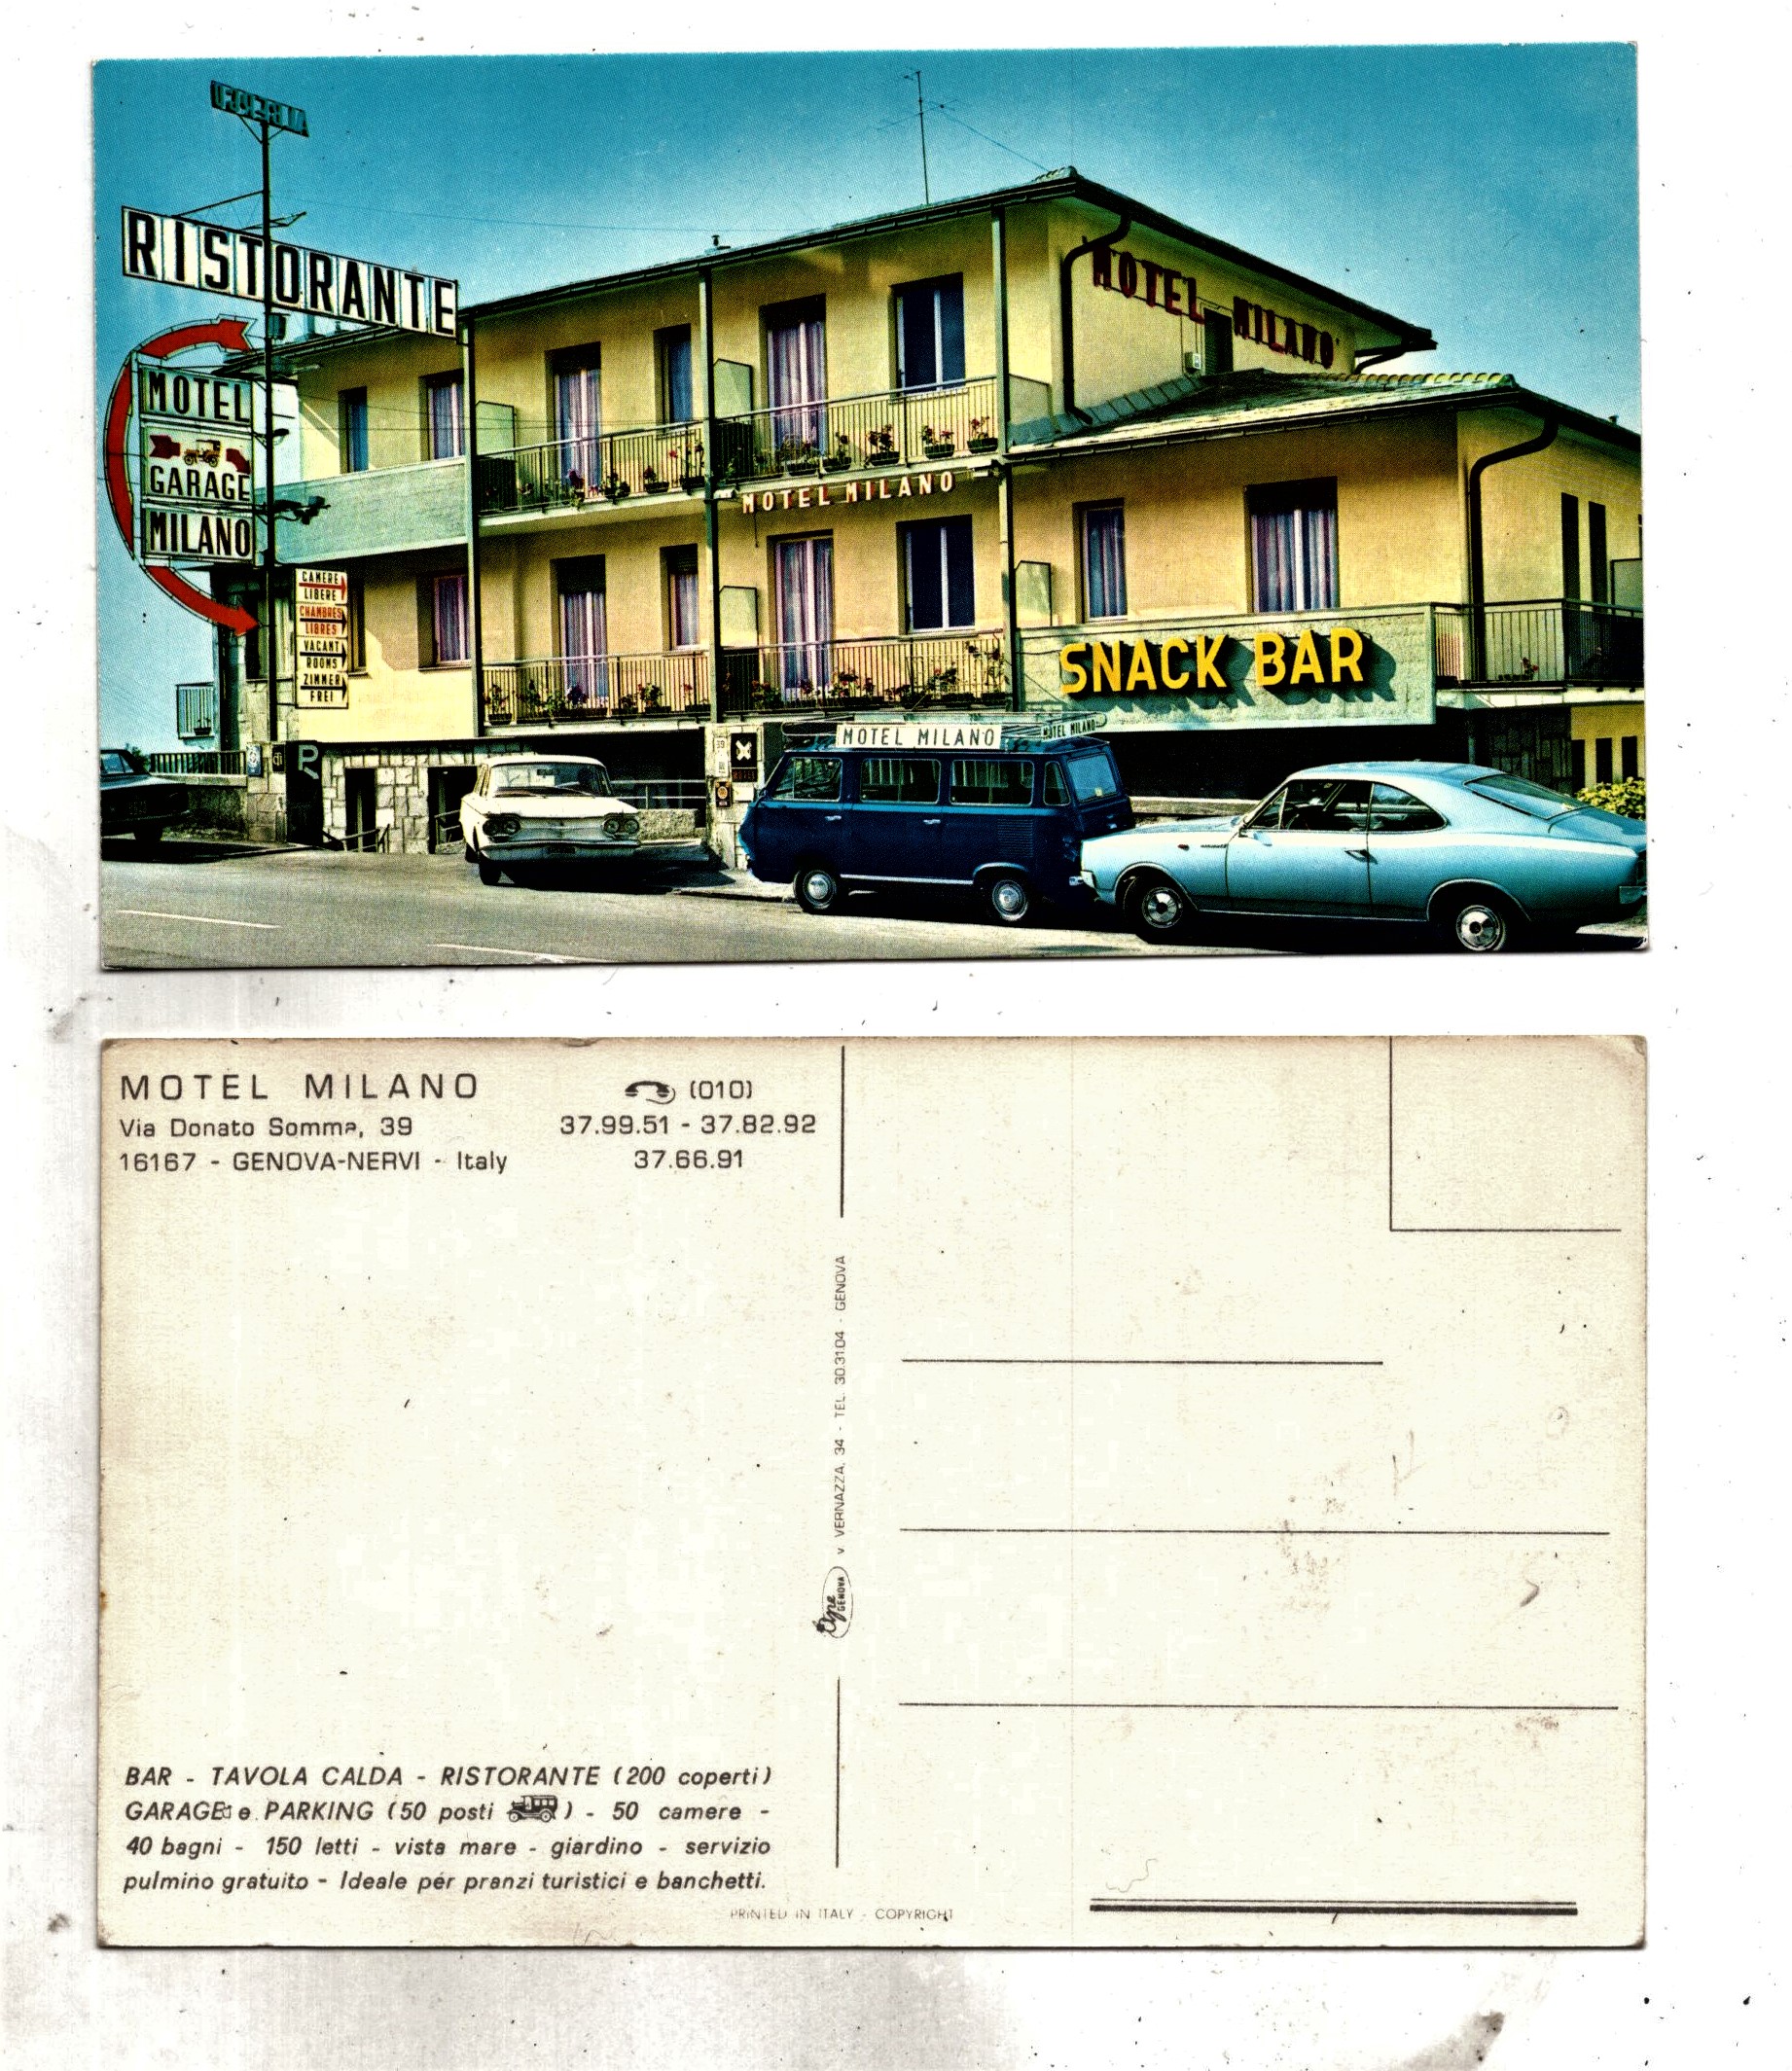 RISTORANTE
MOTEL
GARAGE
MILANO
CAMERE
LIBERE
CHAMBRES
LIBRES
VACANT
ROOMS
ZIMMER
FREI
MOTEL MILANO
MOTEL MILANO
SNACK BAR
MOTEL MILANO
MOTEL MILANO
P
MOTEL MILANO
(010)
Via Donato Somma, 39
37.99.51 - 37.82.92
16167 - GENOVA-NERVI - Italy
37.66.91
Ape GENOVA v VERNAZZA, 34 - TEL. 303104 - GENOVA
BAR - TAVOLA CALDA - RISTORANTE (200 coperti)
GARAGE e PARKING (50 posti ) - 50 camere -
40 bagni - 150 letti - vista mare - giardino - servizio
pulmino gratuito - Ideale per pranzi turistici e banchetti.
PRINTED IN ITALY - COPYRIGHT